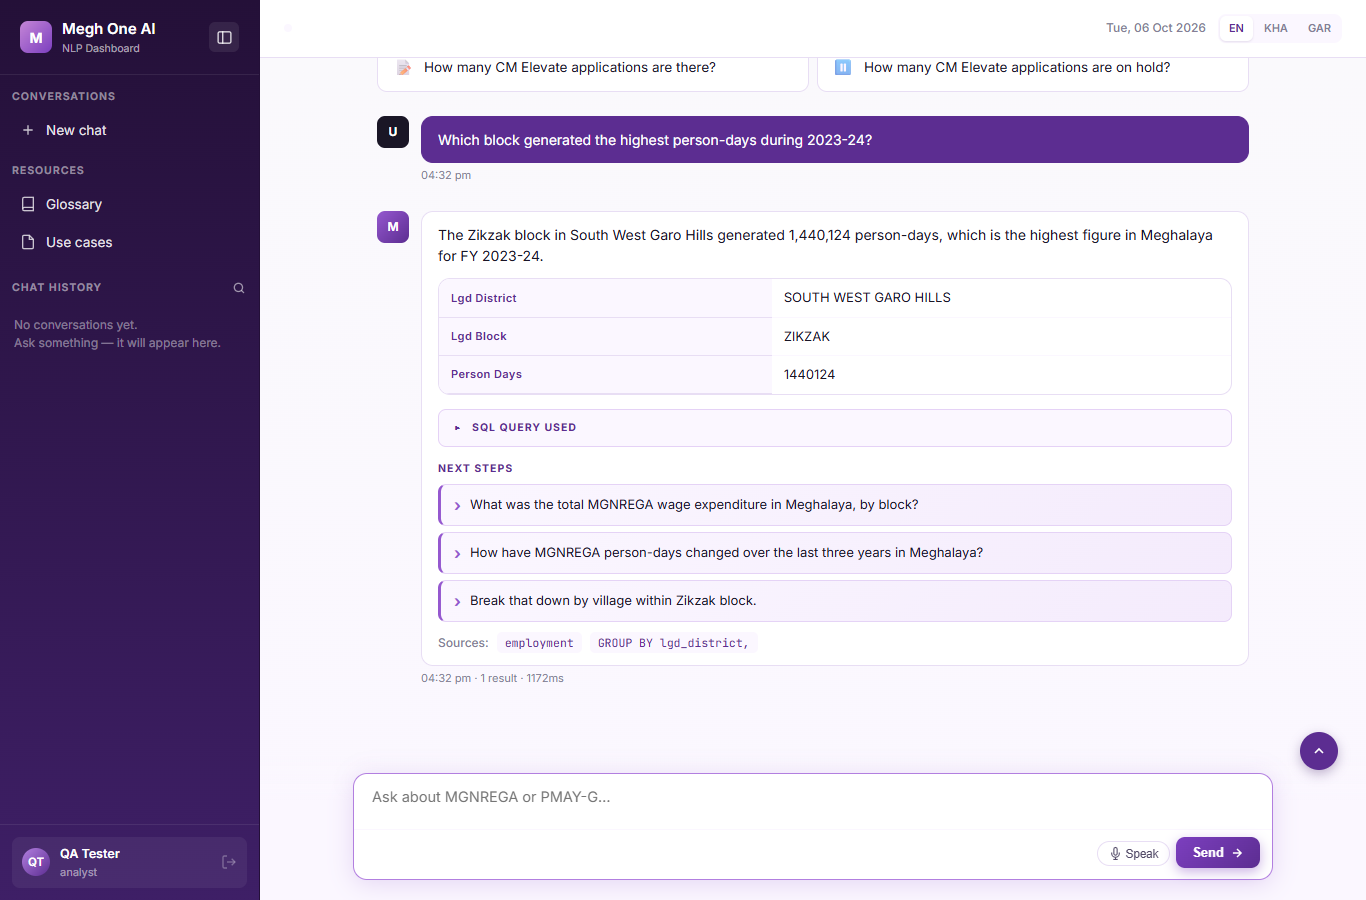 M
Megh One AI
NLP Dashboard
CONVERSATIONS
+ New chat
RESOURCES
Glossary
Use cases
CHAT HISTORY
No conversations yet.
Ask something — it will appear here.
QT
QA Tester
analyst
Tue, 06 Oct 2026
EN KHA GAR
How many CM Elevate applications are there?
How many CM Elevate applications are on hold?
U
Which block generated the highest person-days during 2023-24?
04:32 pm
M
The Zikzak block in South West Garo Hills generated 1,440,124 person-days, which is the highest figure in Meghalaya
for FY 2023-24.
Lgd District SOUTH WEST GARO HILLS
Lgd Block ZIKZAK
Person Days 1440124
SQL QUERY USED
NEXT STEPS
What was the total MGNREGA wage expenditure in Meghalaya, by block?
How have MGNREGA person-days changed over the last three years in Meghalaya?
Break that down by village within Zikzak block.
Sources: employment GROUP BY lgd_district,
04:32 pm · 1 result · 1172ms
Ask about MGNREGA or PMAY-G...
Speak
Send →